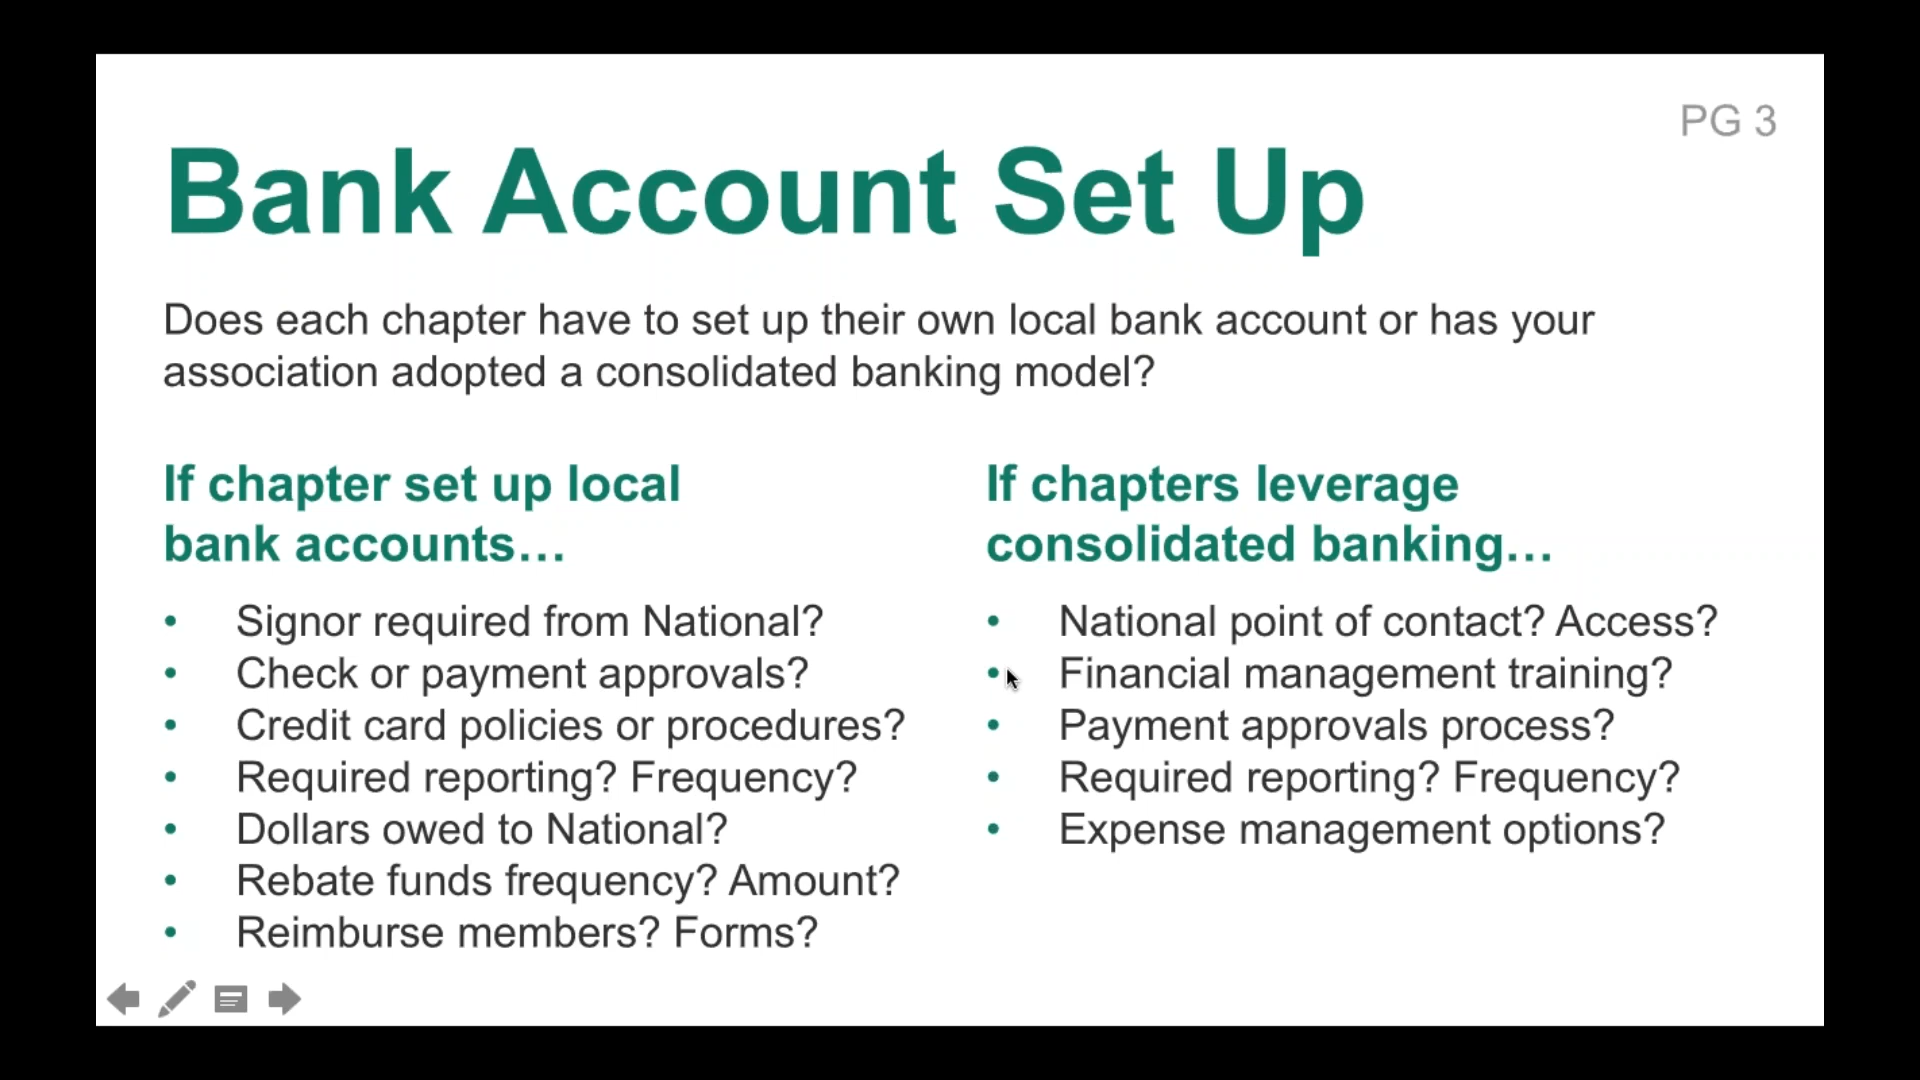 PG 3
Bank Account Set Up
Does each chapter have to set up their own local bank account or has your
association adopted a consolidated banking model?
If chapter set up local
bank accounts…
• Signor required from National?
• Check or payment approvals?
• Credit card policies or procedures?
• Required reporting? Frequency?
• Dollars owed to National?
• Rebate funds frequency? Amount?
• Reimburse members? Forms?
If chapters leverage
consolidated banking…
• National point of contact? Access?
• Financial management training?
• Payment approvals process?
• Required reporting? Frequency?
• Expense management options?